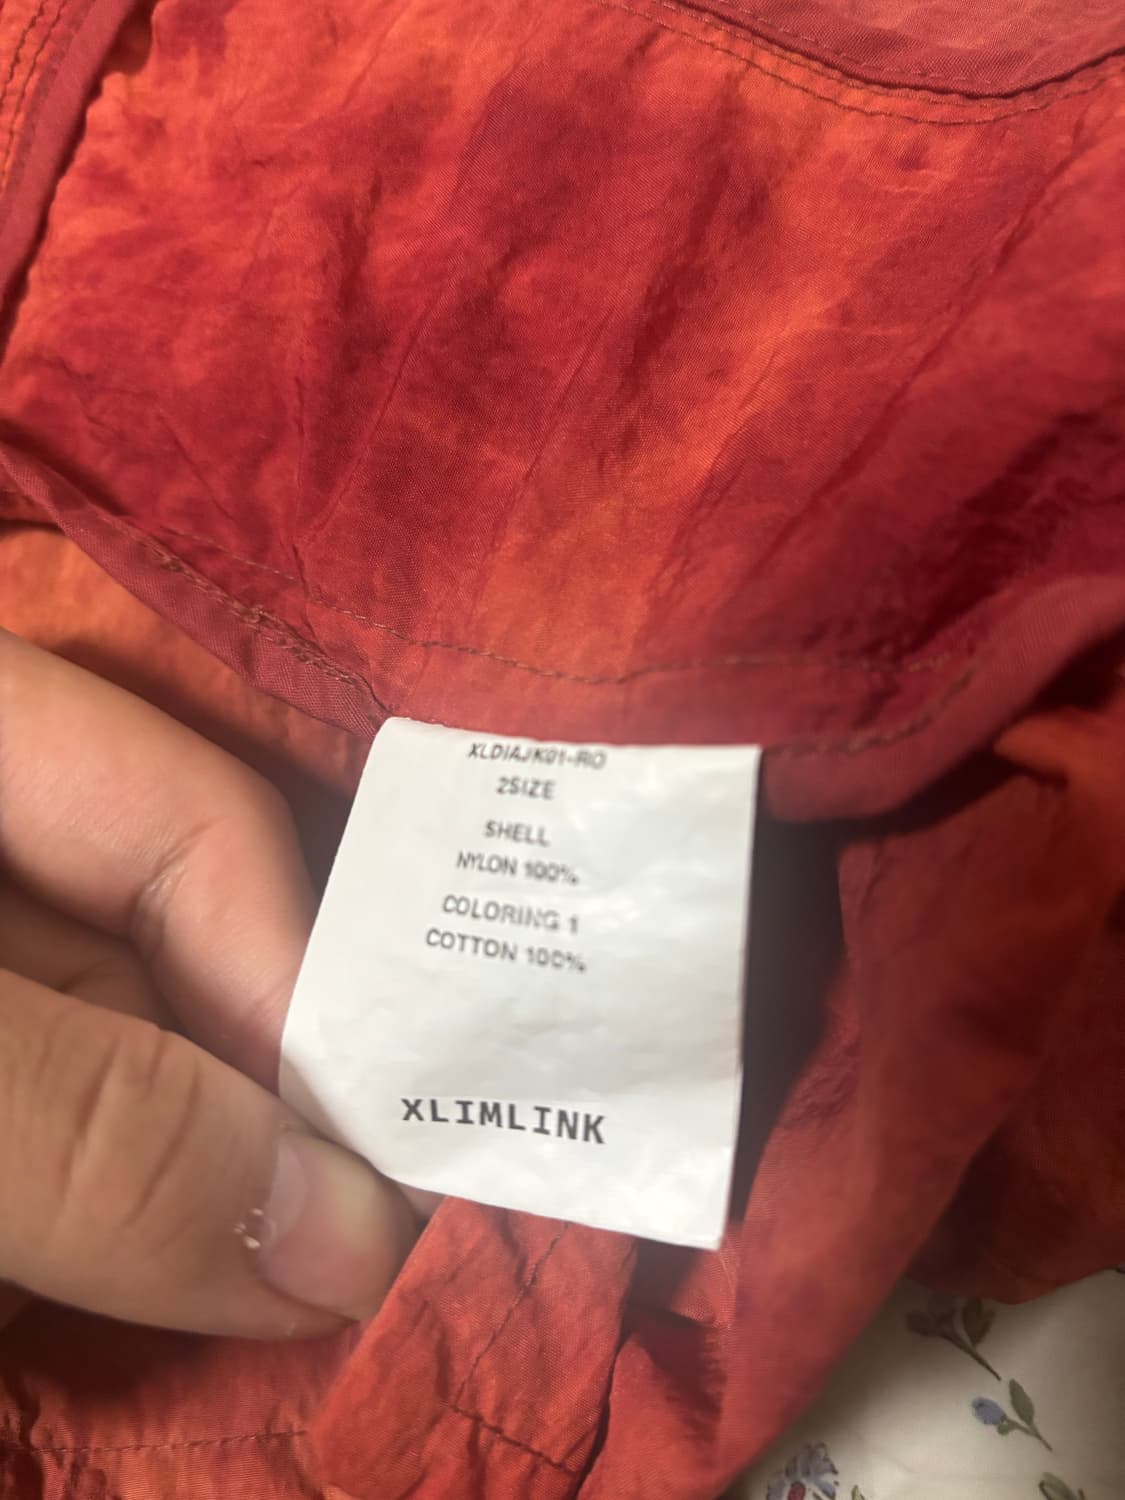 XLDIAJK01-RO
2SIZE
SHELL
NYLON 100%
COLORING 1
COTTON 100%
XLIMLINK